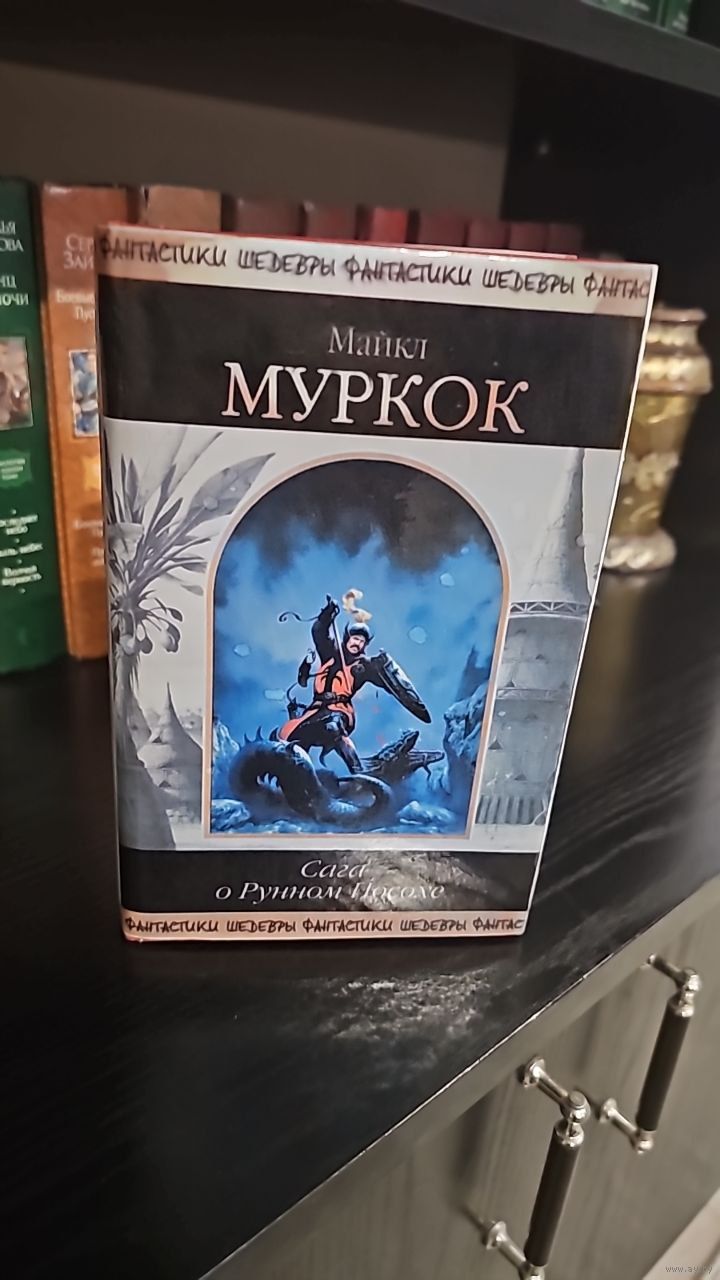 ФАНТАСТИКИ ШЕДЕВРЫ ФАНТАСТИКИ ШЕДЕВРЫ ФАНТАС
Майкл
МУРКОК
Сага
о Рунном Посохе
ФАНТАСТИКИ ШЕДЕВРЫ ФАНТАСТИКИ ШЕДЕВРЫ ФАНТАС